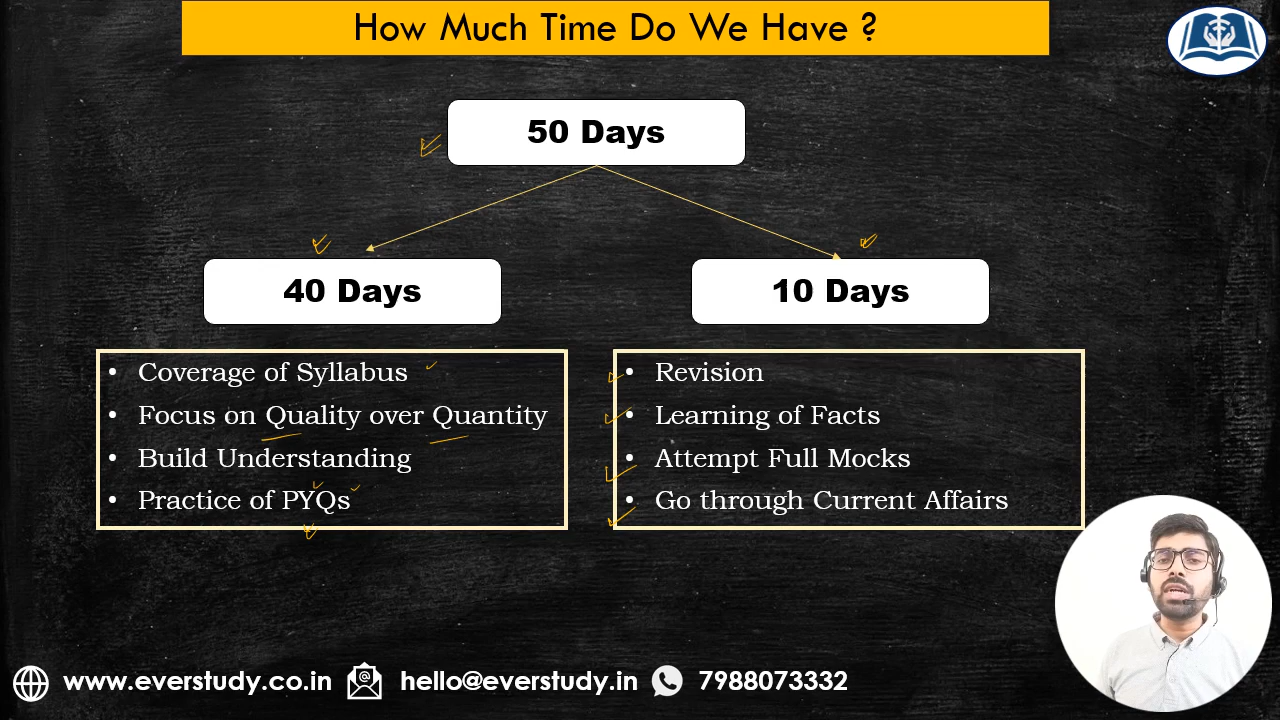 How Much Time Do We Have ?
50 Days
40 Days
10 Days
• Coverage of Syllabus
• Focus on Quality over Quantity
• Build Understanding
• Practice of PYQs
• Revision
• Learning of Facts
• Attempt Full Mocks
• Go through Current Affairs
www.everstudy.co.in hello@everstudy.in 7988073332